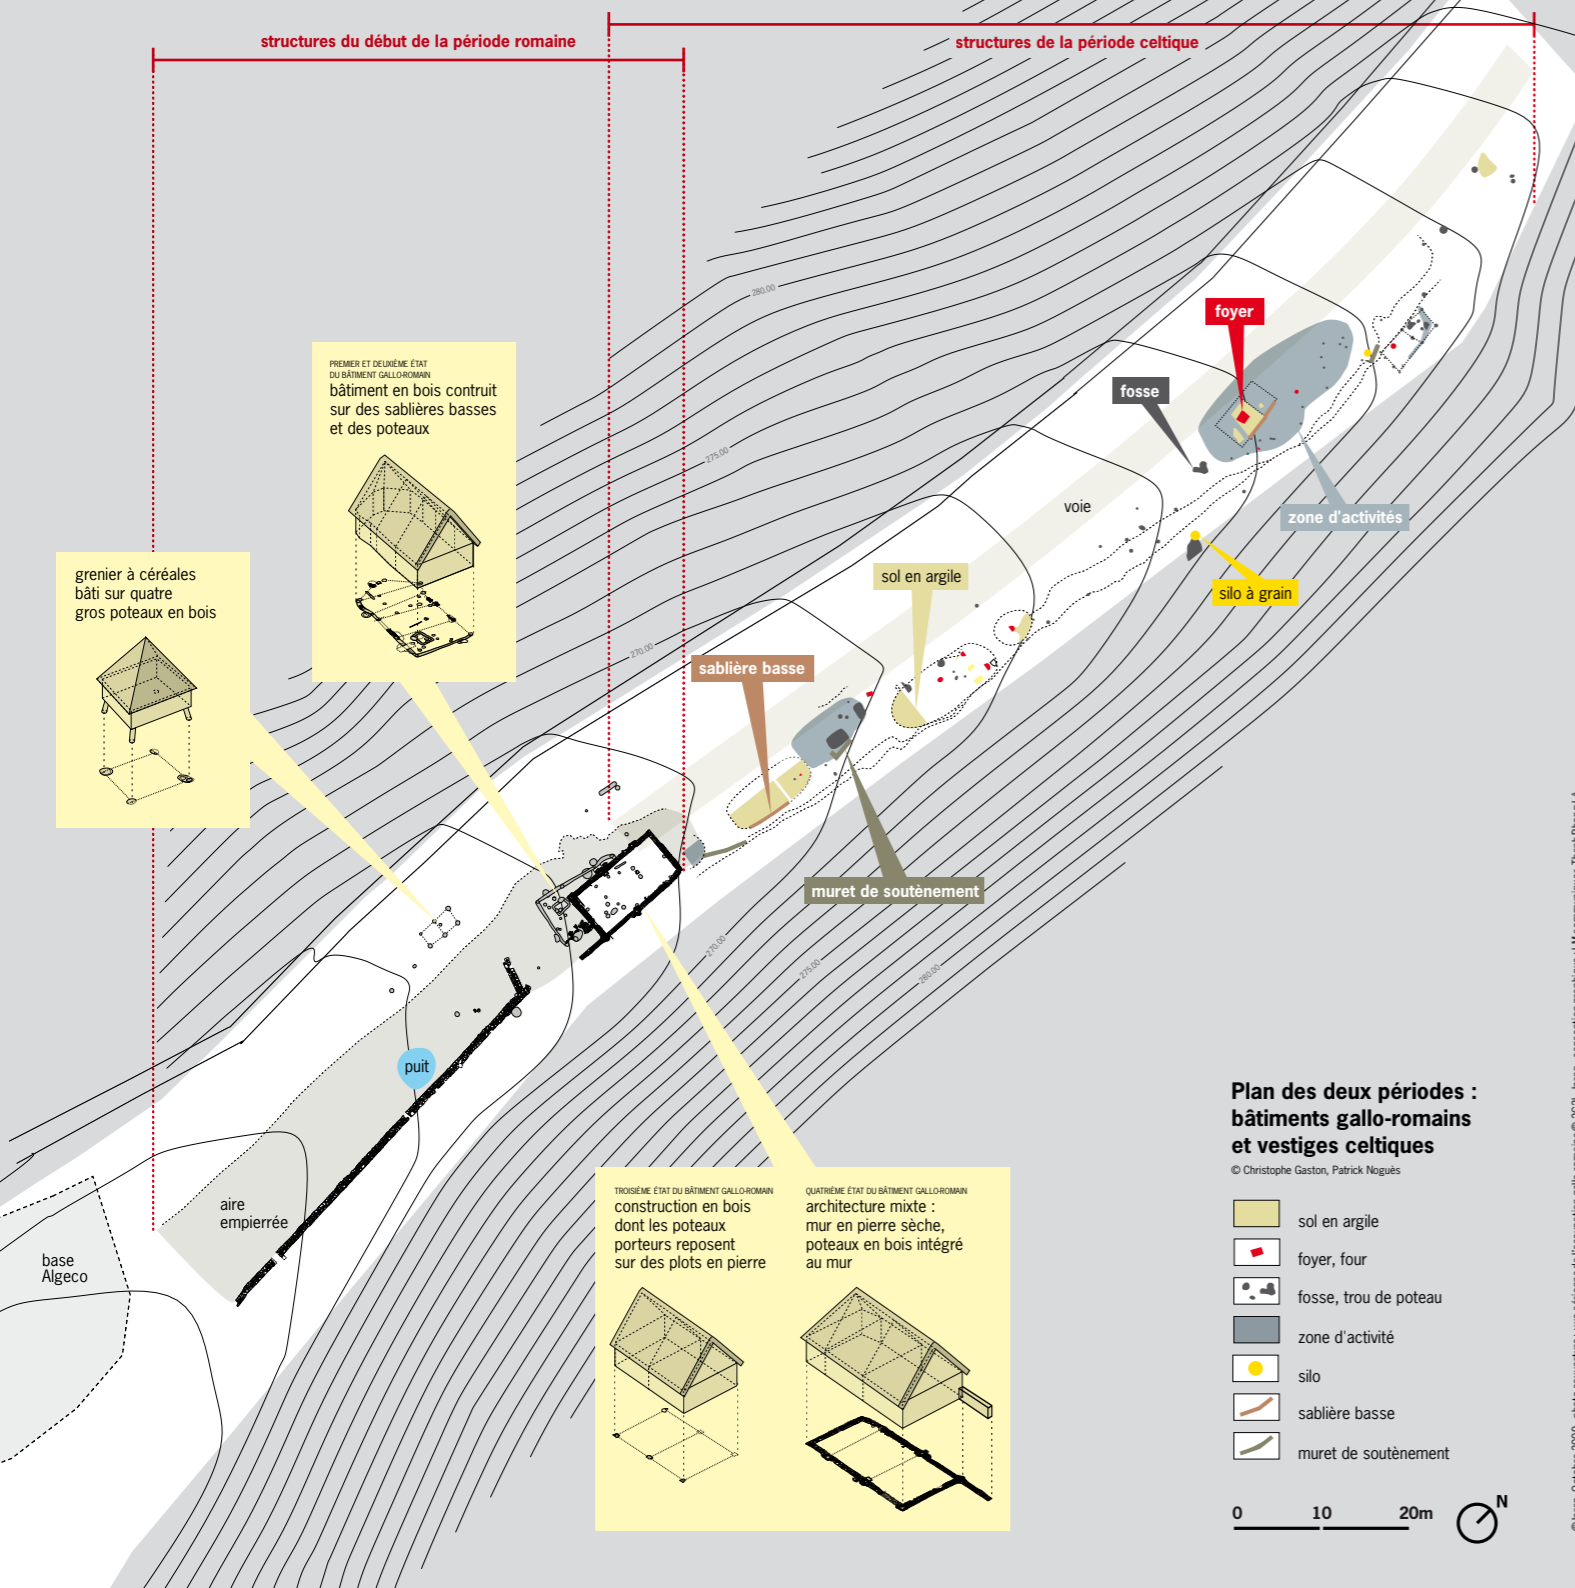 structures du début de la période romaine
structures de la période celtique
280.00
foyer
PREMIER ET DEUXIÈME ÉTAT
DU BÂTIMENT GALLO-ROMAIN
bâtiment en bois contruit
sur des sablières basses
et des poteaux
fosse
275.00
voie
zone d'activités
grenier à céréales
bâti sur quatre
gros poteaux en bois
sol en argile
silo à grain
270.00
sablière basse
muret de soutènement
270.00
275.00
280.00
puit
aire
empierrée
base
Algeco
TROISIÈME ÉTAT DU BÂTIMENT GALLO-ROMAIN
construction en bois
dont les poteaux
porteurs reposent
sur des plots en pierre
QUATRIÈME ÉTAT DU BÂTIMENT GALLO-ROMAIN
architecture mixte :
mur en pierre sèche,
poteaux en bois intégré
au mur
Plan des deux périodes :
bâtiments gallo-romains
et vestiges celtiques
© Christophe Gaston, Patrick Noguès
sol en argile
foyer, four
fosse, trou de poteau
zone d'activité
silo
sablière basse
muret de soutènement
0 10 20m
N